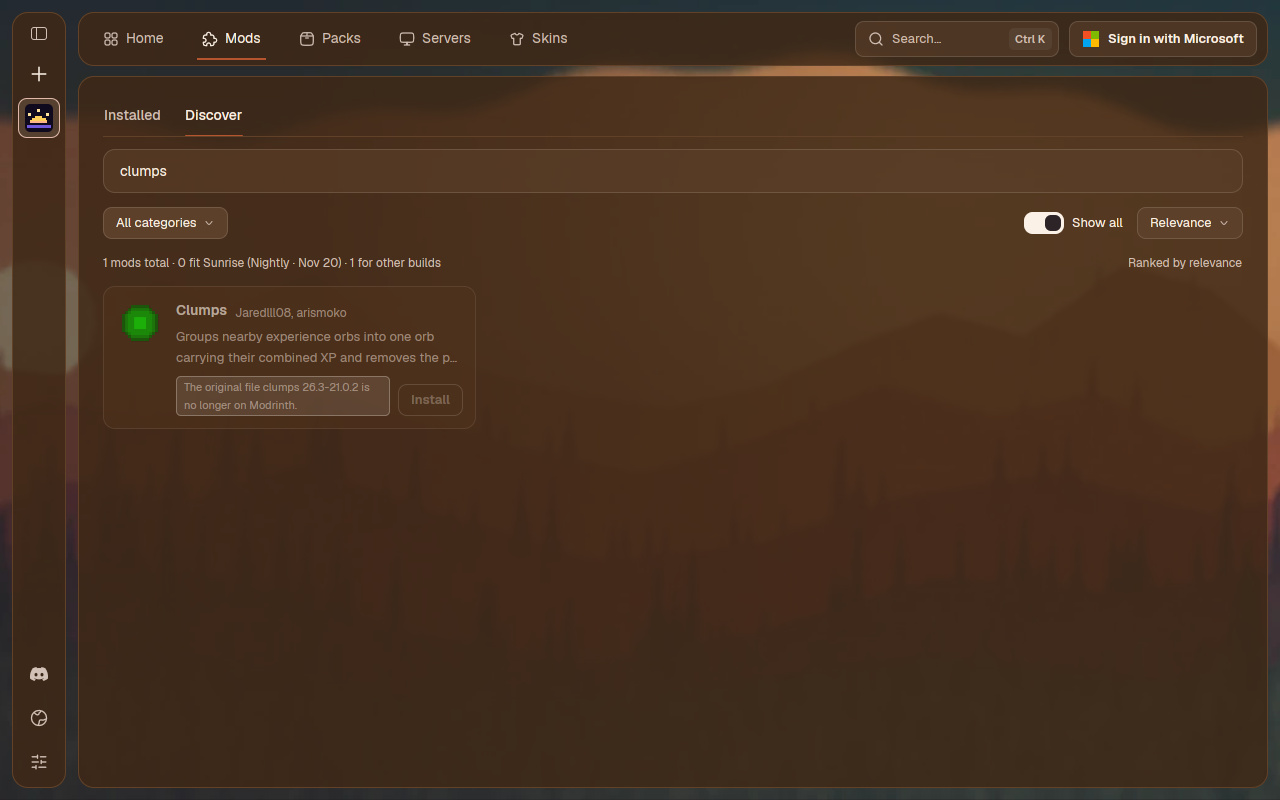 Home
Mods
Packs
Servers
Skins
Search...
Ctrl K
Sign in with Microsoft
Installed
Discover
clumps
All categories
Show all
Relevance
1 mods total · 0 fit Sunrise (Nightly · Nov 20) · 1 for other builds
Ranked by relevance
Clumps
Jaredlll08, arismoko
Groups nearby experience orbs into one orb
carrying their combined XP and removes the p...
The original file clumps 26.3-21.0.2 is
no longer on Modrinth.
Install